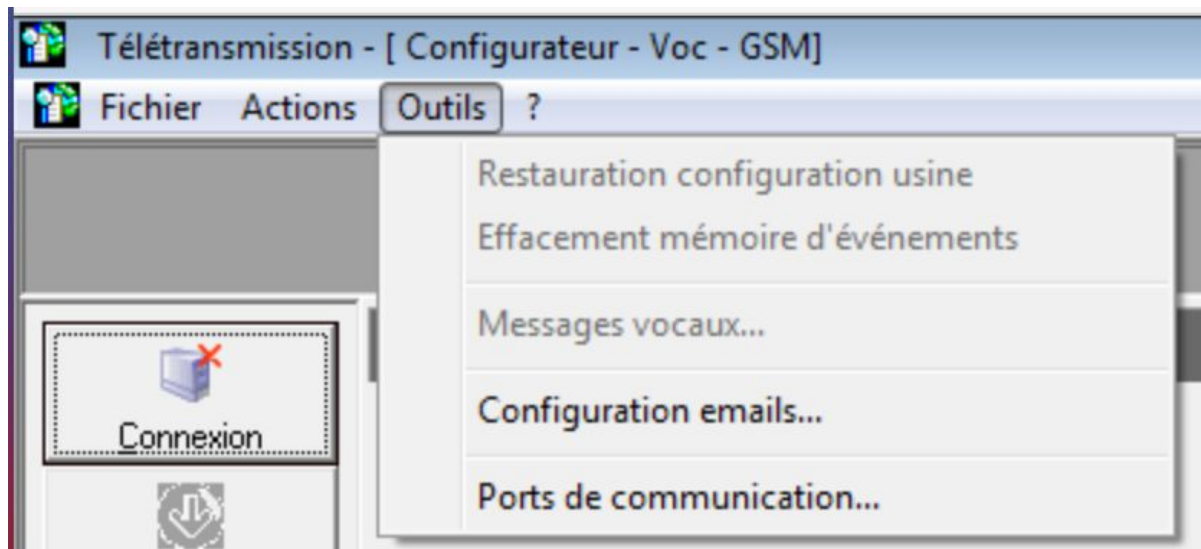 Télétransmission - [ Configurateur - Voc - GSM]
Fichier Actions Outils ?
Restauration configuration usine
Effacement mémoire d'événements
Messages vocaux...
Configuration emails...
Ports de communication...
Connexion